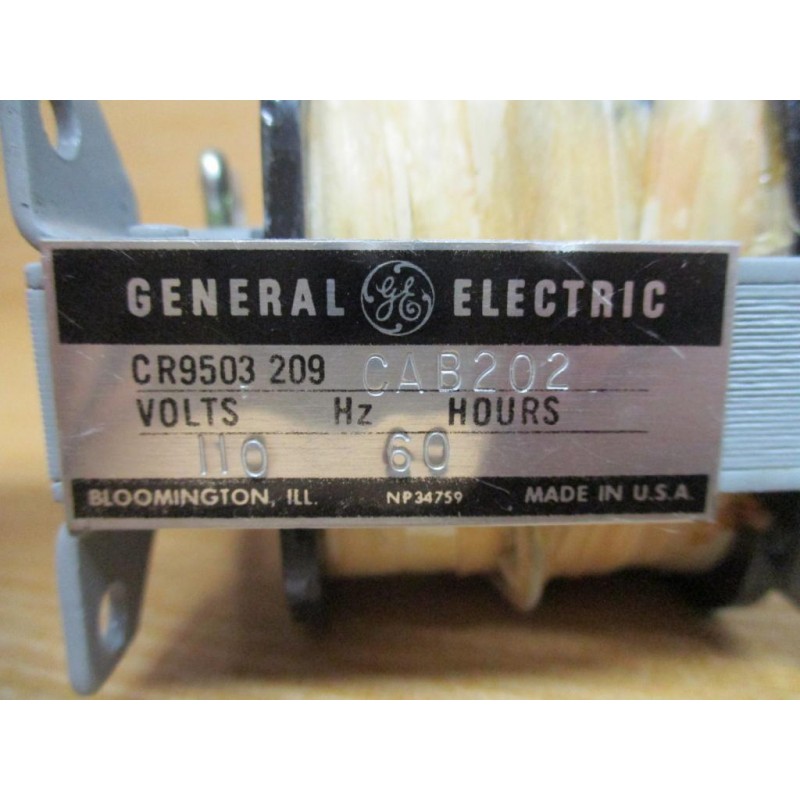 GENERAL GE ELECTRIC
CR9503 209 CAB202
VOLTS Hz HOURS
110 60
BLOOMINGTON, ILL. NP34759 MADE IN U.S.A.